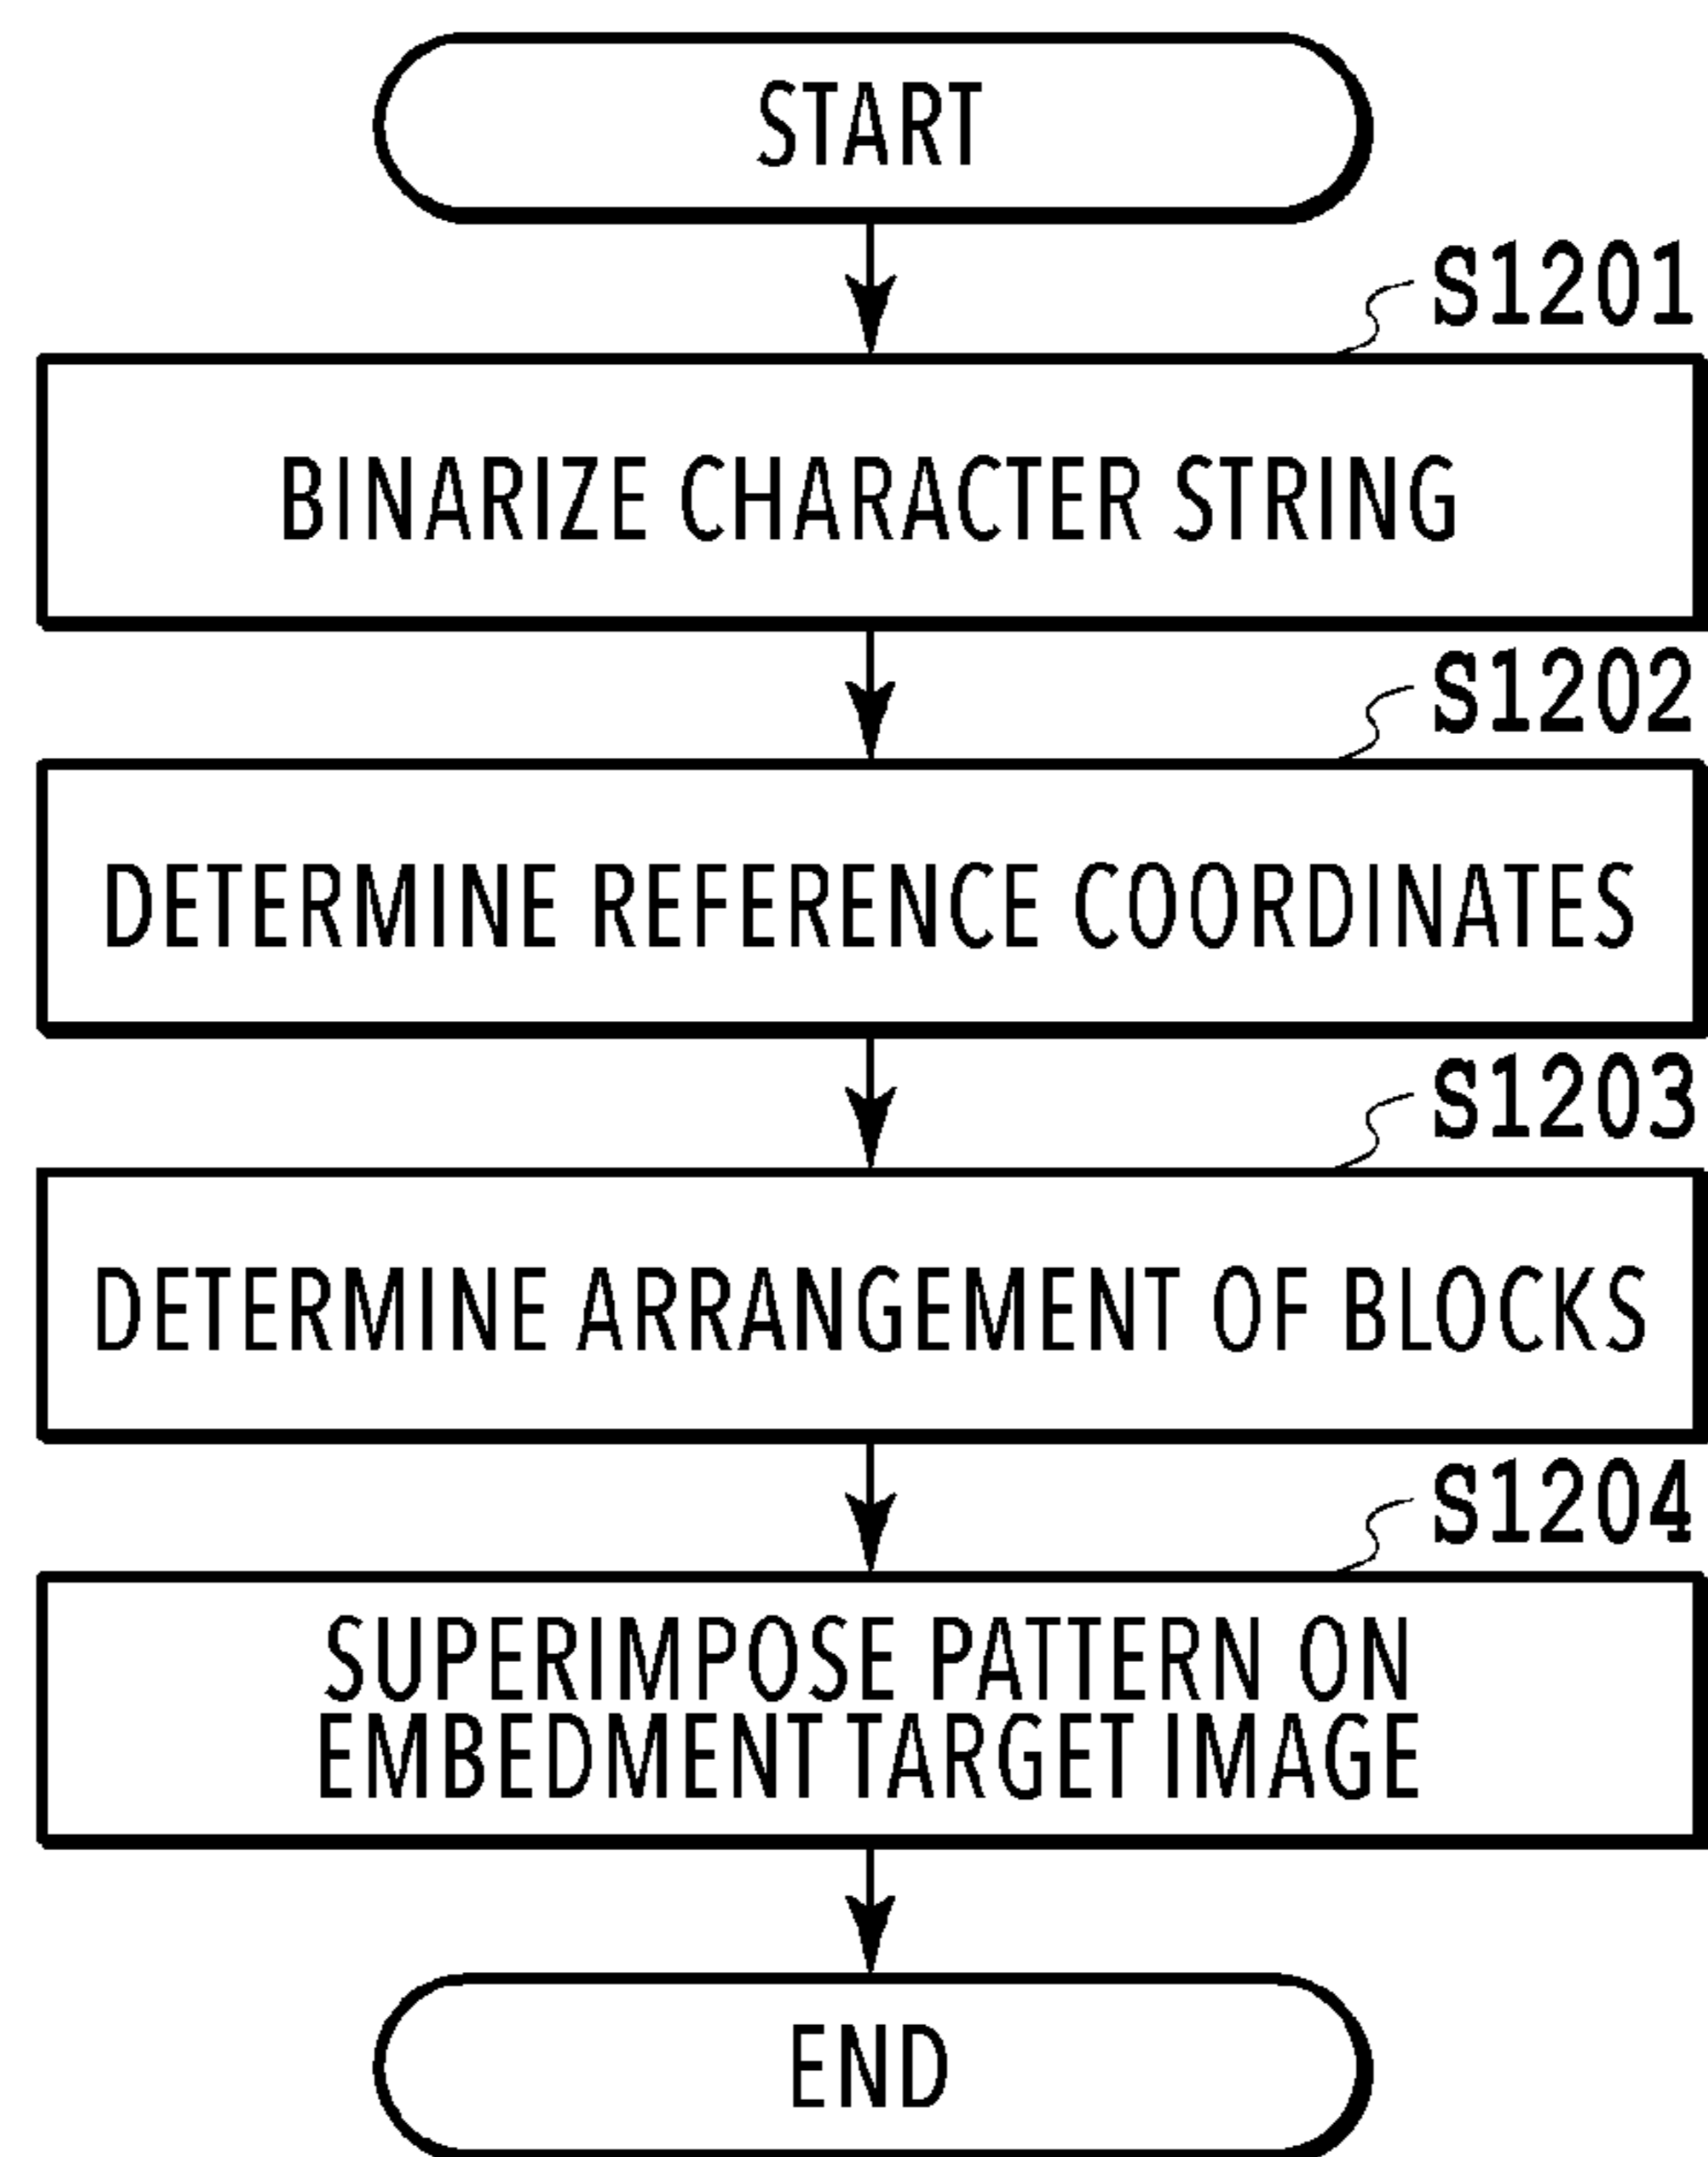 START
S1201
BINARIZE CHARACTER STRING
S1202
DETERMINE REFERENCE COORDINATES
S1203
DETERMINE ARRANGEMENT OF BLOCKS
S1204
SUPERIMPOSE PATTERN ON
EMBEDMENT TARGET IMAGE
END